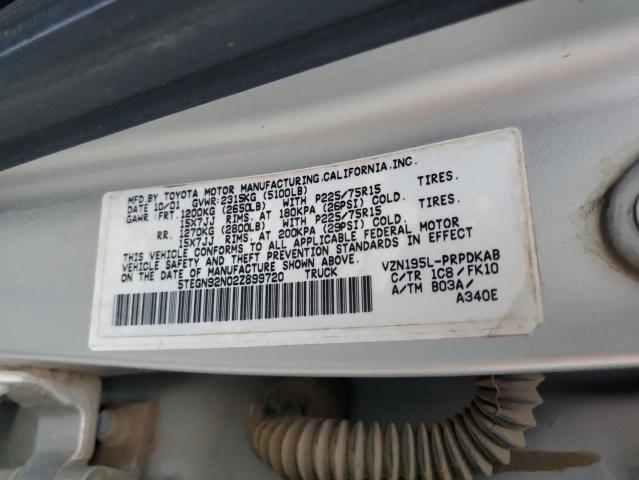 MFD.BY TOYOTA MOTOR MANUFACTURING.CALIFORNIA.INC.
DATE 10/01 GVWR:2315KG (5100LB)
GAWR: FRT. 1200KG (2650LB) WITH P225/75R15 TIRES.
15X7JJ RIMS. AT 180KPA (26PSI) COLD.
RR. 1270KG (2800LB) WITH P225/75R15 TIRES.
15X7JJ RIMS. AT 200KPA (29PSI) COLD.
THIS VEHICLE CONFORMS TO ALL APPLICABLE FEDERAL MOTOR
VEHICLE SAFETY AND THEFT PREVENTION STANDARDS IN EFFECT
ON THE DATE OF MANUFACTURE SHOWN ABOVE.
5TEGN92N02Z899720 TRUCK
VZN195L-PRPDKAB
C/TR 1C8 / FK10
A/TM B03A/
A340E